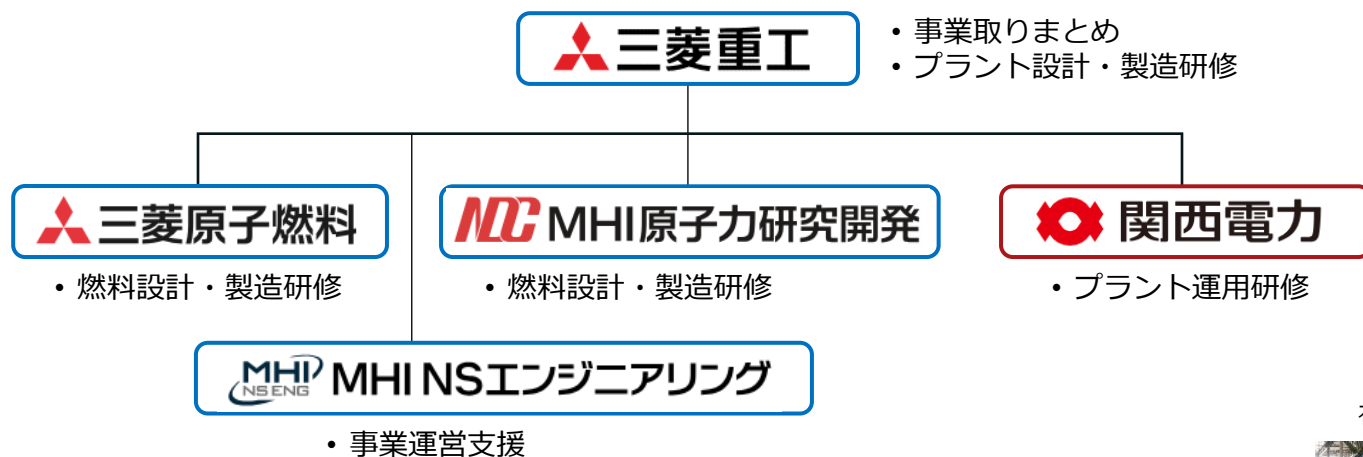 三菱重工
• 事業取りまとめ
• プラント設計・製造研修
三菱原子燃料
NDC MHI原子力研究開発
関西電力
• 燃料設計・製造研修
• 燃料設計・製造研修
• プラント運用研修
MHI NS ENG MHI NSエンジニアリング
• 事業運営支援